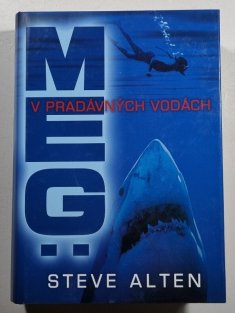 MEG:
V PRADÁVNÝCH VODÁCH
STEVE ALTEN